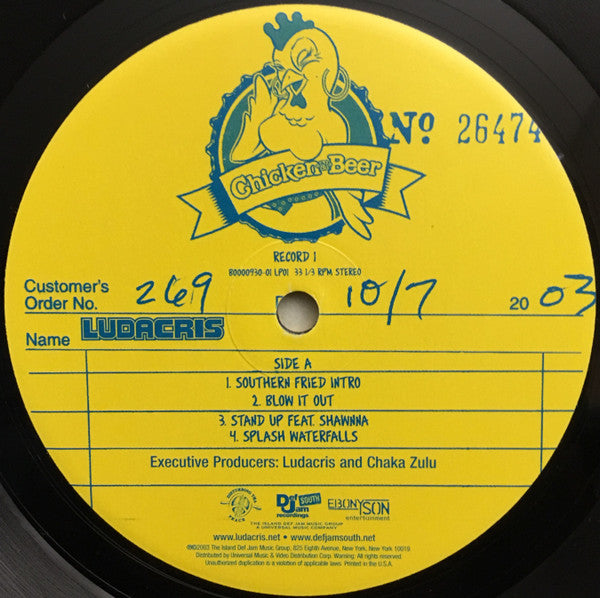 Chicken and Beer
Nº 26474
RECORD 1
B0000930-01 LP01 33 1/3 RPM STEREO
Customer's
Order No. 269 10/7 20 03
Name LUDACRIS
SIDE A
1. SOUTHERN FRIED INTRO
2. BLOW IT OUT
3. STAND UP FEAT. SHAWNNA
4. SPLASH WATERFALLS
Executive Producers: Ludacris and Chaka Zulu
DISTURBING THA
PEACE
Def Jam SOUTH
recordings
EBONYSON
entertainment
THE ISLAND DEF JAM MUSIC GROUP
A UNIVERSAL MUSIC COMPANY
www.ludacris.net • www.defjamsouth.net
℗©2003 The Island Def Jam Music Group, 825 Eighth Avenue, New York, New York 10019
Distributed by Universal Music & Video Distribution Corp. Warning: All rights reserved.
Unauthorized duplication is a violation of applicable laws. Printed in the U.S.A.